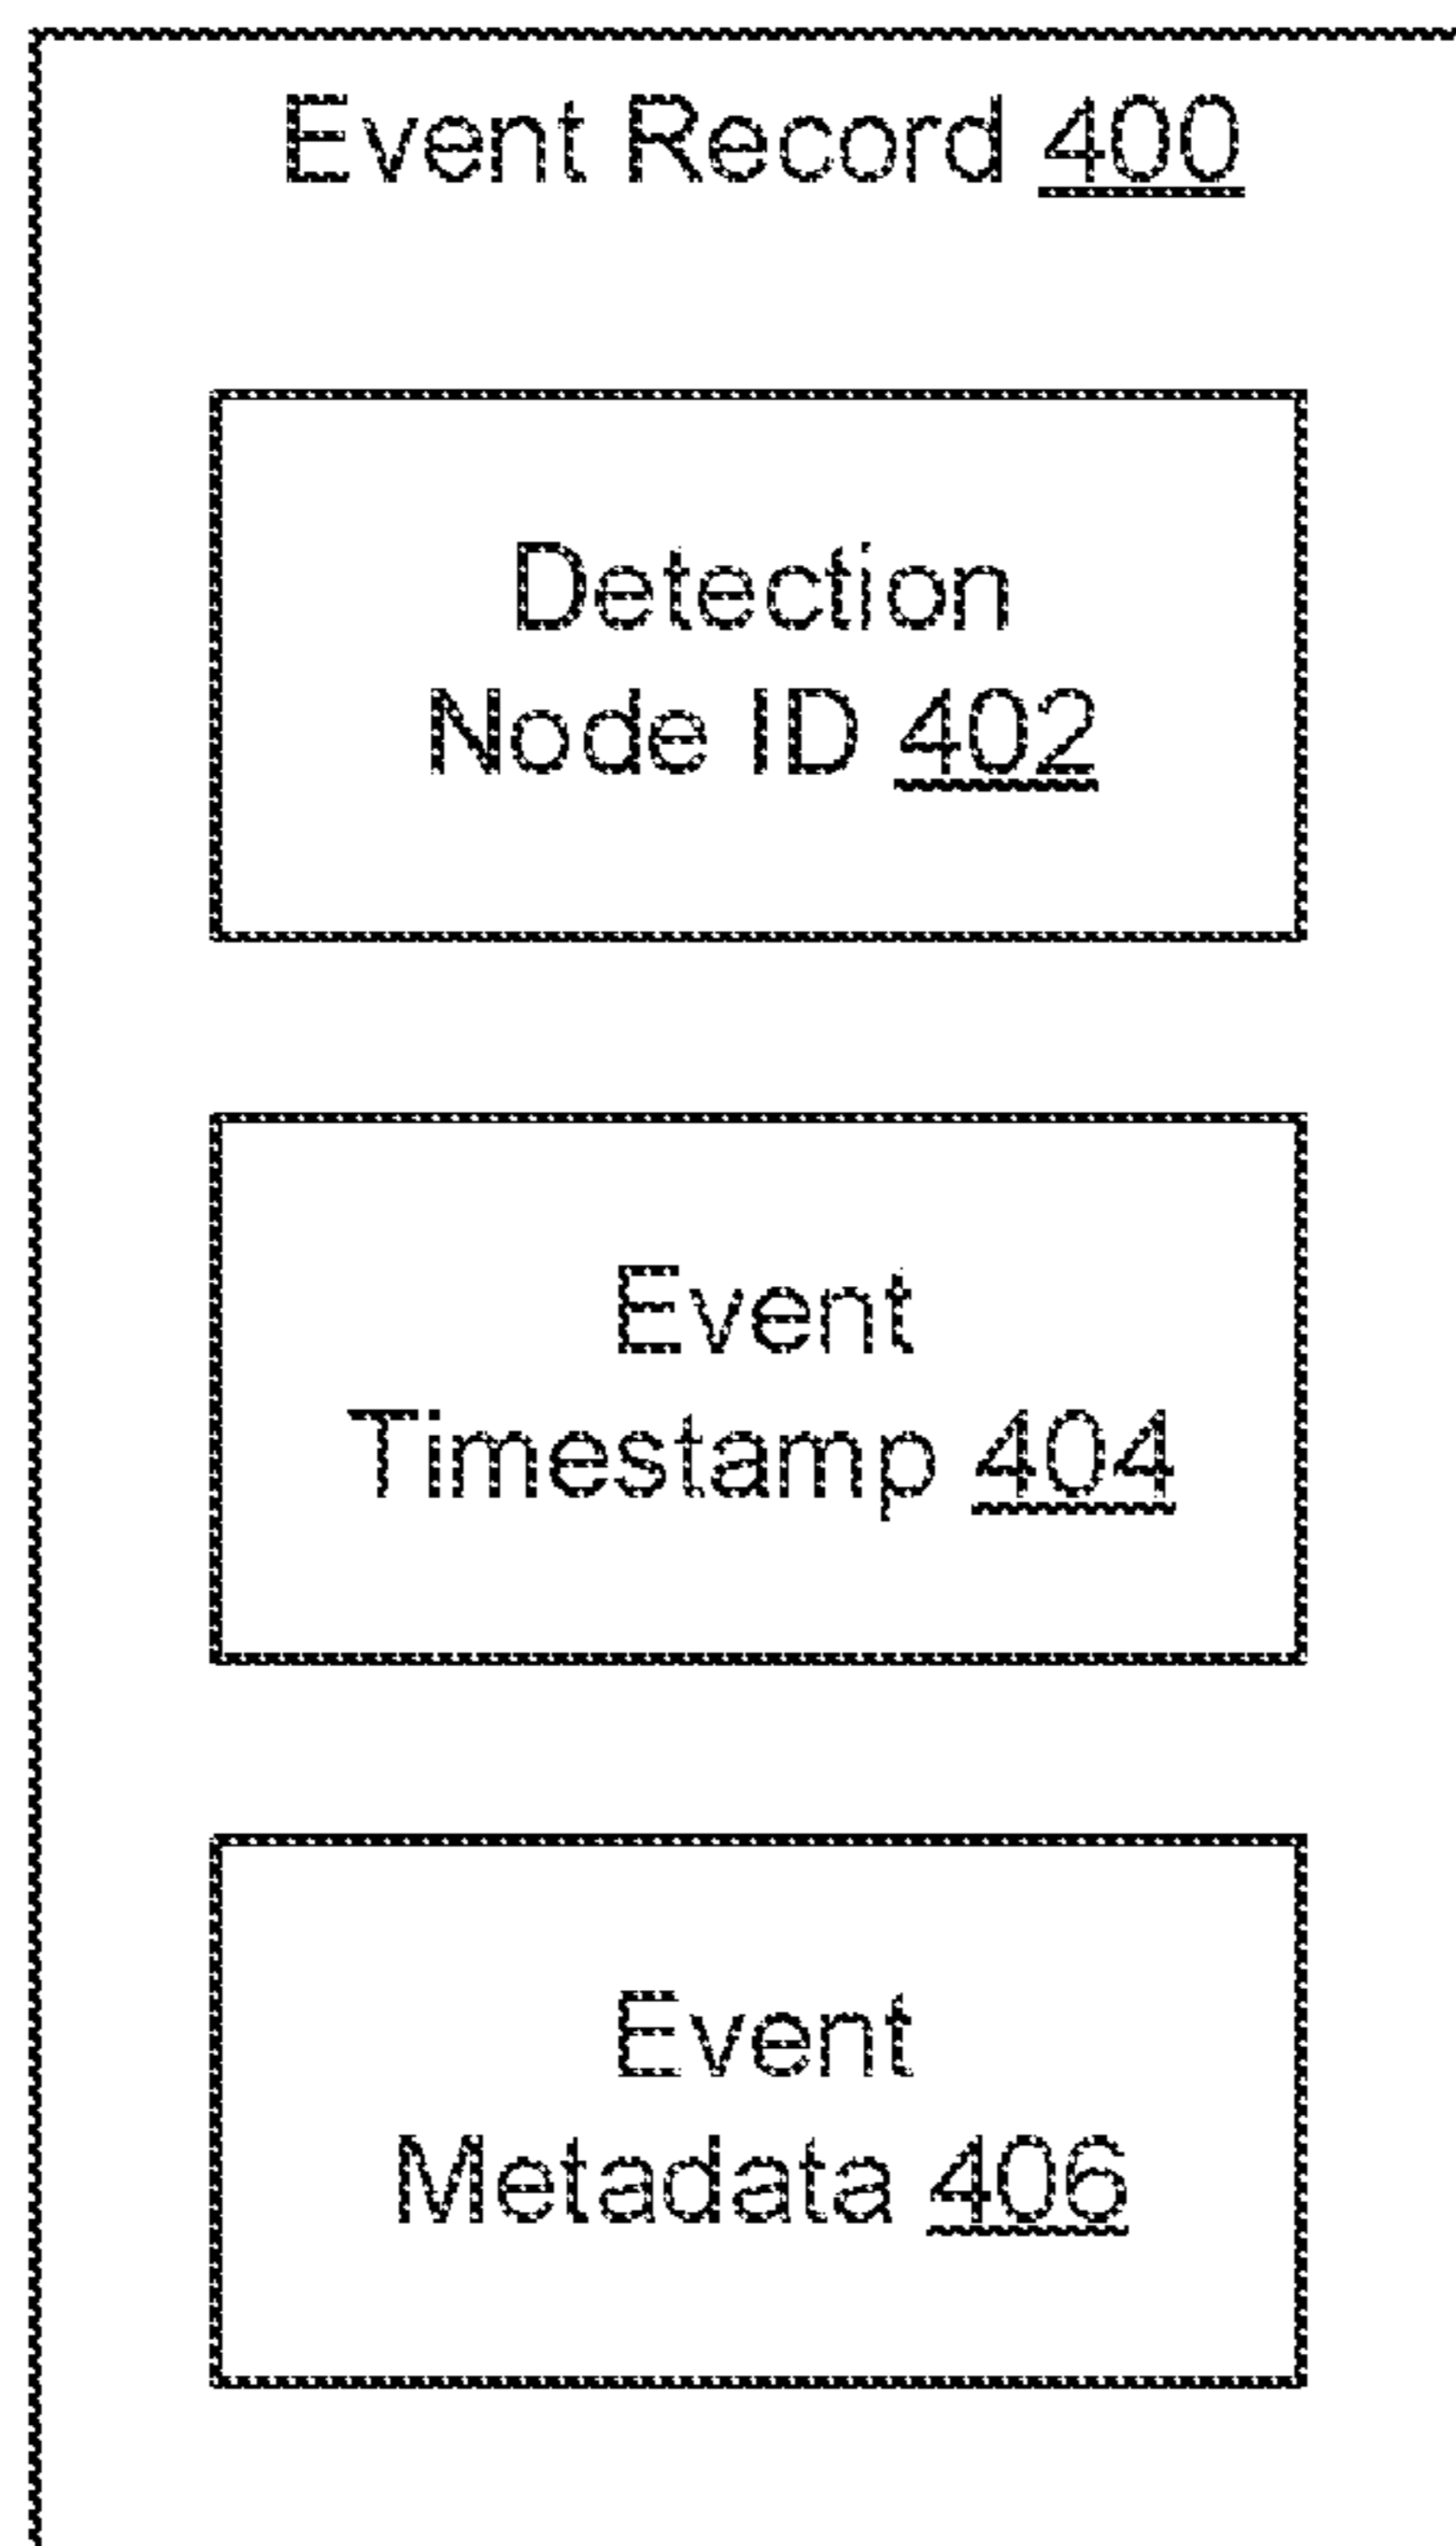 Event Record 400
Detection
Node ID 402
Event
Timestamp 404
Event
Metadata 406